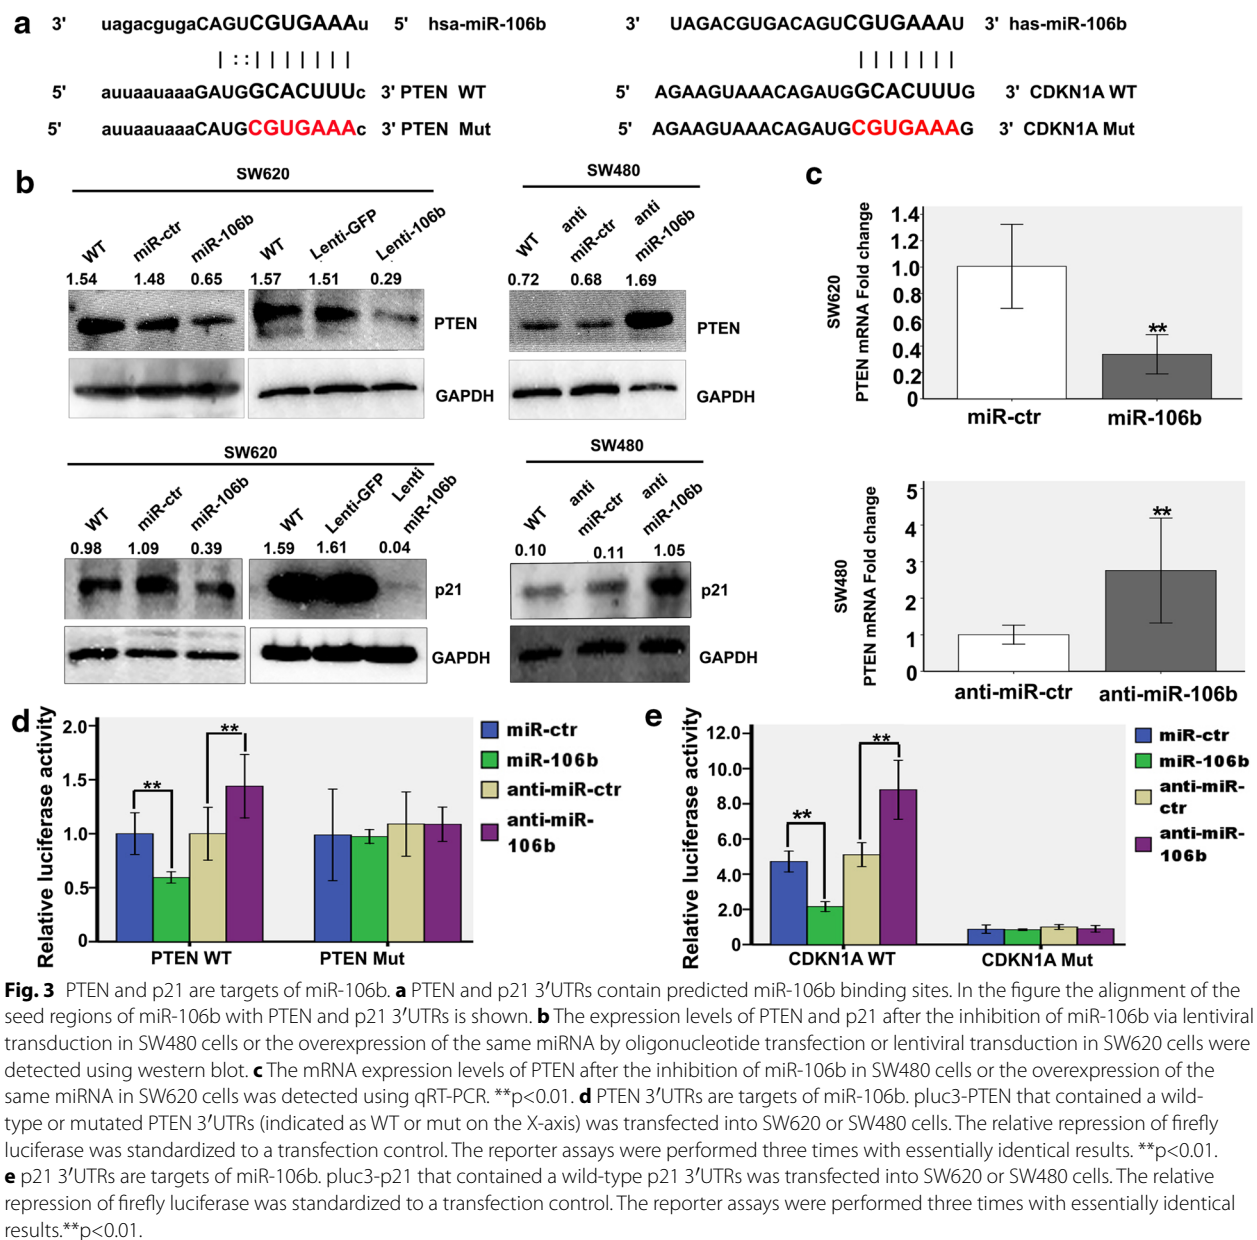 a
3' uagacgugaCAGUCGUGAAAu 5' hsa-miR-106b
5' auuaauaaaGAUGGCACUUUc 3' PTEN WT
5' auuaauaaaCAUGCGUGAAAc 3' PTEN Mut
3' UAGACGUGACAGUCGUGAAAU 3' has-miR-106b
5' AGAAGUAAACAGAUGGCACUUUG 3' CDKN1A WT
5' AGAAGUAAACAGAUGCGUGAAAG 3' CDKN1A Mut
b
SW620
WT miR-ctr miR-106b WT Lenti-GFP Lenti-106b
1.54 1.48 0.65 1.57 1.51 0.29
PTEN
GAPDH
SW480
WT anti miR-ctr anti miR-106b
0.72 0.68 1.69
PTEN
GAPDH
SW620
WT miR-ctr miR-106b WT Lenti-GFP Lenti miR-106b
0.98 1.09 0.39 1.59 1.61 0.04
p21
GAPDH
SW480
WT anti miR-ctr anti miR-106b
0.10 0.11 1.05
p21
GAPDH
c
SW620
PTEN mRNA Fold change
1.4
1.2
1.0
0.8
0.6
0.4
0.2
0
**
miR-ctr miR-106b
SW480
PTEN mRNA Fold change
5
4
3
2
1
0
**
anti-miR-ctr anti-miR-106b
d
Relative luciferase activity
2.0
1.5
1.0
0.5
0
** **
PTEN WT PTEN Mut
miR-ctr
miR-106b
anti-miR-ctr
anti-miR-
106b
e
Relative luciferase activity
12.0
10.0
8.0
6.0
4.0
2.0
0
** **
CDKN1A WT CDKN1A Mut
miR-ctr
miR-106b
anti-miR-
ctr
anti-miR-
106b
Fig. 3 PTEN and p21 are targets of miR-106b. a PTEN and p21 3′UTRs contain predicted miR-106b binding sites. In the figure the alignment of the
seed regions of miR-106b with PTEN and p21 3′UTRs is shown. b The expression levels of PTEN and p21 after the inhibition of miR-106b via lentiviral
transduction in SW480 cells or the overexpression of the same miRNA by oligonucleotide transfection or lentiviral transduction in SW620 cells were
detected using western blot. c The mRNA expression levels of PTEN after the inhibition of miR-106b in SW480 cells or the overexpression of the
same miRNA in SW620 cells was detected using qRT-PCR. **p<0.01. d PTEN 3′UTRs are targets of miR-106b. pluc3-PTEN that contained a wild-
type or mutated PTEN 3′UTRs (indicated as WT or mut on the X-axis) was transfected into SW620 or SW480 cells. The relative repression of firefly
luciferase was standardized to a transfection control. The reporter assays were performed three times with essentially identical results. **p<0.01.
e p21 3′UTRs are targets of miR-106b. pluc3-p21 that contained a wild-type p21 3′UTRs was transfected into SW620 or SW480 cells. The relative
repression of firefly luciferase was standardized to a transfection control. The reporter assays were performed three times with essentially identical
results.**p<0.01.